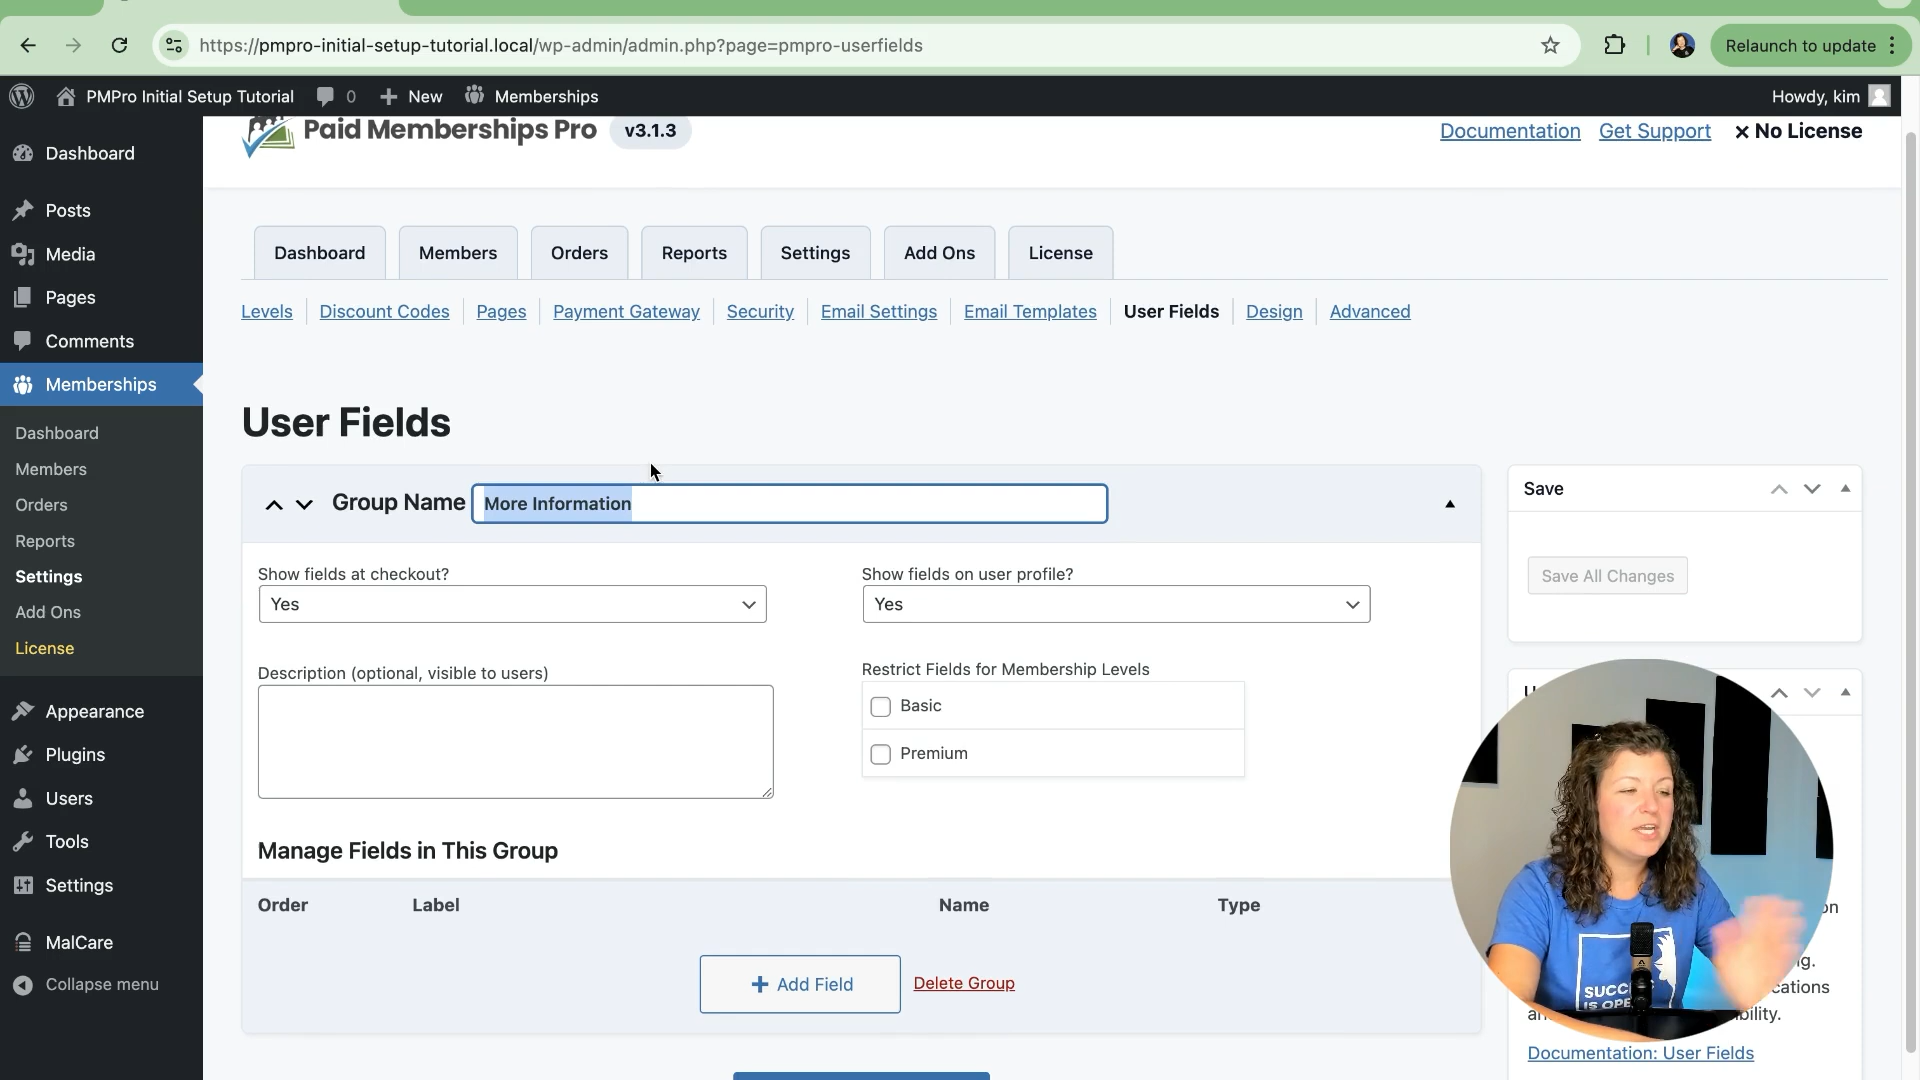 https://pmpro-initial-setup-tutorial.local/wp-admin/admin.php?page=pmpro-userfields
Relaunch to update
PMPro Initial Setup Tutorial
0
New
Memberships
Howdy, kim
Paid Memberships Pro
v3.1.3
Documentation
Get Support
No License
Dashboard
Posts
Media
Pages
Comments
Memberships
Dashboard
Members
Orders
Reports
Settings
Add Ons
License
Appearance
Plugins
Users
Tools
Settings
MalCare
Collapse menu
Dashboard
Members
Orders
Reports
Settings
Add Ons
License
Levels
Discount Codes
Pages
Payment Gateway
Security
Email Settings
Email Templates
User Fields
Design
Advanced
User Fields
Group Name
More Information
Show fields at checkout?
Yes
Show fields on user profile?
Yes
Description (optional, visible to users)
Restrict Fields for Membership Levels
Basic
Premium
Manage Fields in This Group
Order
Label
Name
Type
Add Field
Delete Group
Save
Save All Changes
Documentation: User Fields